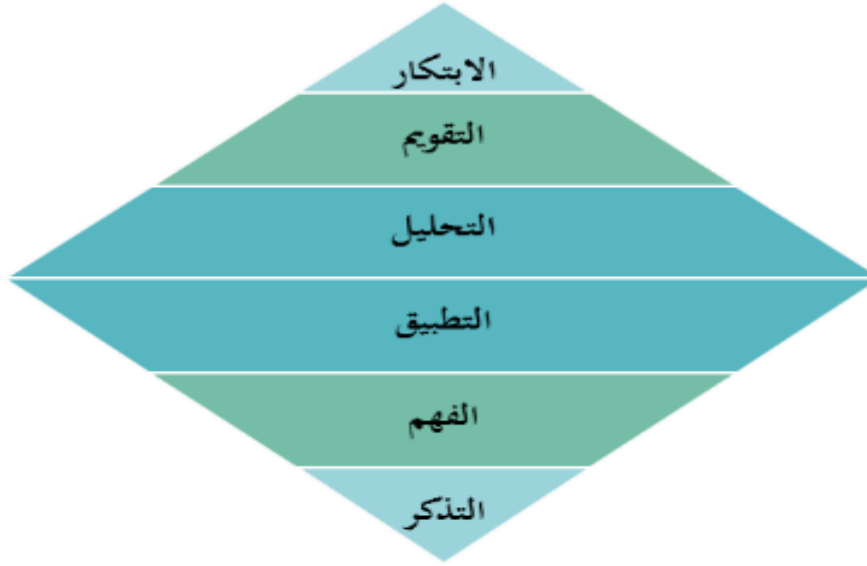 الابتكار
التقويم
التحليل
التطبيق
الفهم
التذكر